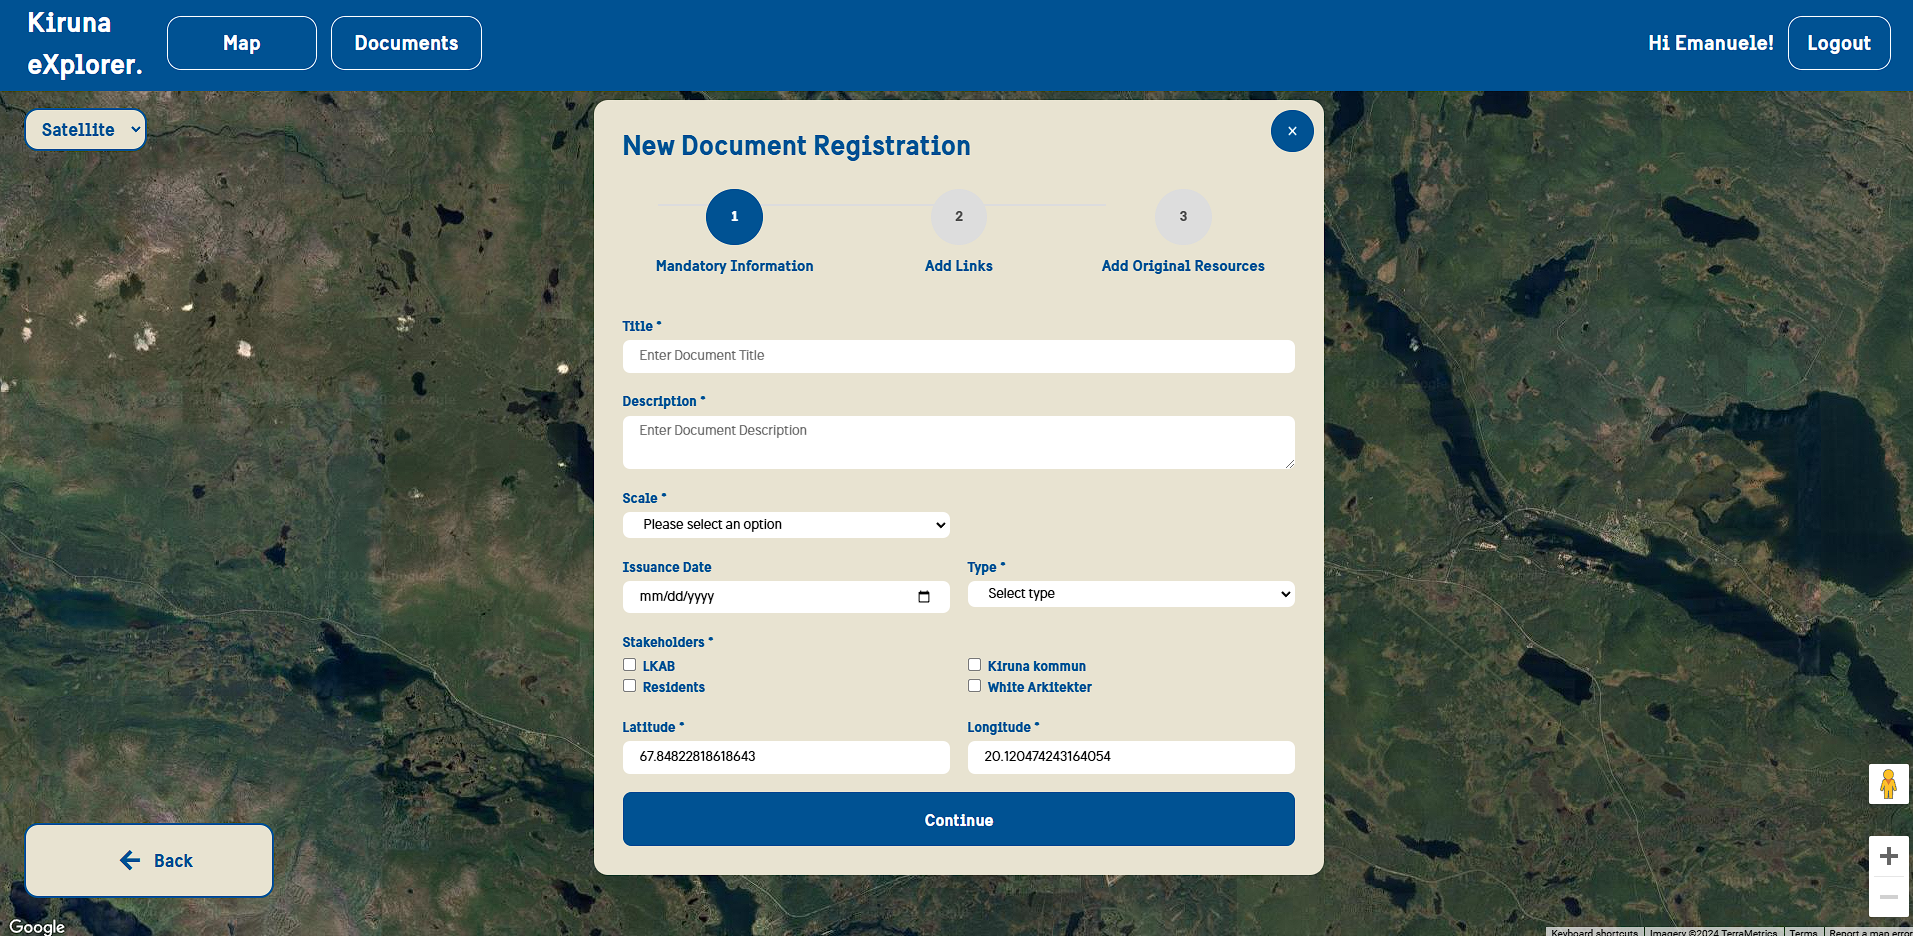 Kiruna
eXplorer.
Map
Documents
Hi Emanuele!
Logout
Satellite
New Document Registration
×
1
2
3
Mandatory Information
Add Links
Add Original Resources
Title *
Enter Document Title
Description *
Enter Document Description
Scale *
Please select an option
Issuance Date
Type *
mm/dd/yyyy
Select type
Stakeholders *
LKAB
Kiruna kommun
Residents
White Arkitekter
Latitude *
Longitude *
67.84822818618643
20.120474243164054
Continue
Back
Google
Keyboard shortcuts
Imagery ©2024 TerraMetrics
Terms
Report a map error